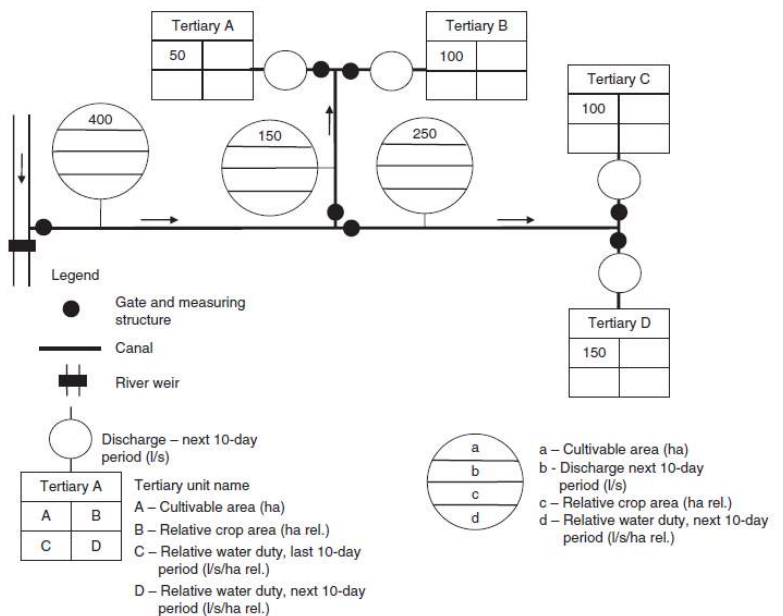 Tertiary A
50
Tertiary B
100
Tertiary C
100
400
150
250
Tertiary D
150
Legend
Gate and measuring
structure
Canal
River weir
Discharge – next 10-day
period (l/s)
Tertiary A
A B
C D
Tertiary unit name
A – Cultivable area (ha)
B – Relative crop area (ha rel.)
C – Relative water duty, last 10-day
period (l/s/ha rel.)
D – Relative water duty, next 10-day
period (l/s/ha rel.)
a
b
c
d
a – Cultivable area (ha)
b - Discharge next 10-day
period (l/s)
c – Relative crop area (ha rel.)
d – Relative water duty, next 10-day
period (l/s/ha rel.)